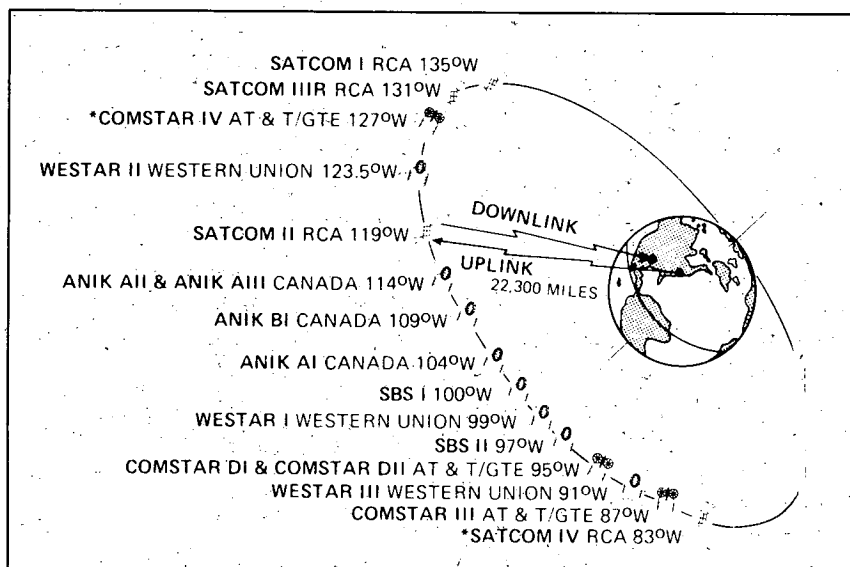 SATCOM I RCA 135ºW
SATCOM IIIR RCA 131ºW
*COMSTAR IV AT & T/GTE 127ºW
WESTAR II WESTERN UNION 123.5ºW
DOWNLINK
SATCOM II RCA 119ºW
UPLINK
22,300 MILES
ANIK AII & ANIK AIII CANADA 114ºW
ANIK BI CANADA 109ºW
ANIK AI CANADA 104ºW
SBS I 100ºW
WESTAR I WESTERN UNION 99ºW
SBS II 97ºW
COMSTAR DI & COMSTAR DII AT & T/GTE 95ºW
WESTAR III WESTERN UNION 91ºW
COMSTAR III AT & T/GTE 87ºW
*SATCOM IV RCA 83ºW